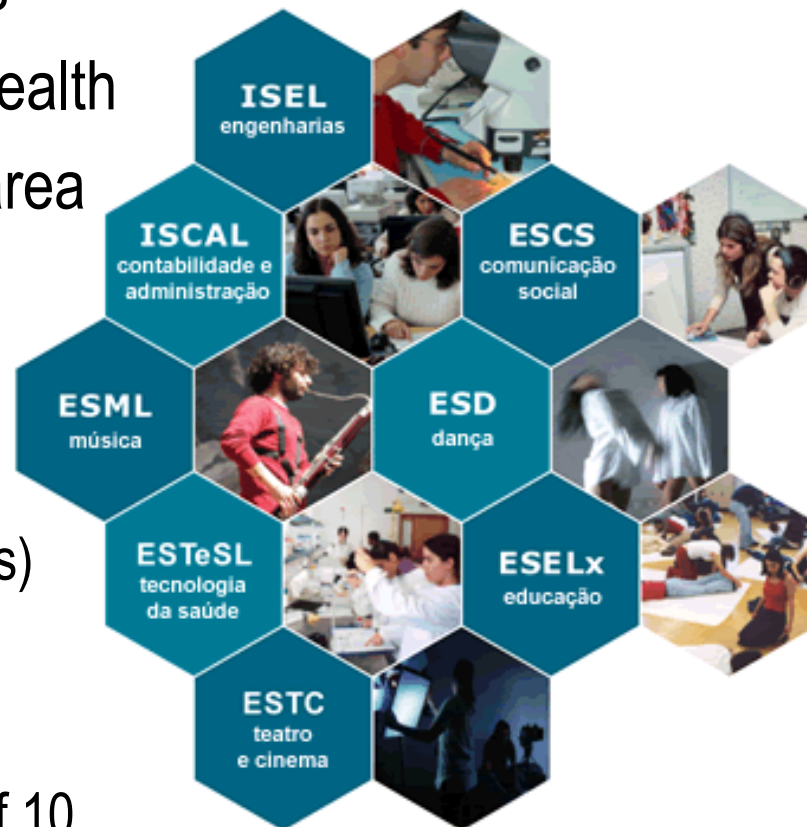 ealth
area
ISEL
engenharias
ISCAL
contabilidade e
administração
ESCS
comunicação
social
ESML
música
ESD
dança
s)
ESTeSL
tecnologia
da saúde
ESELx
educação
ESTC
teatro
e cinema
f 10